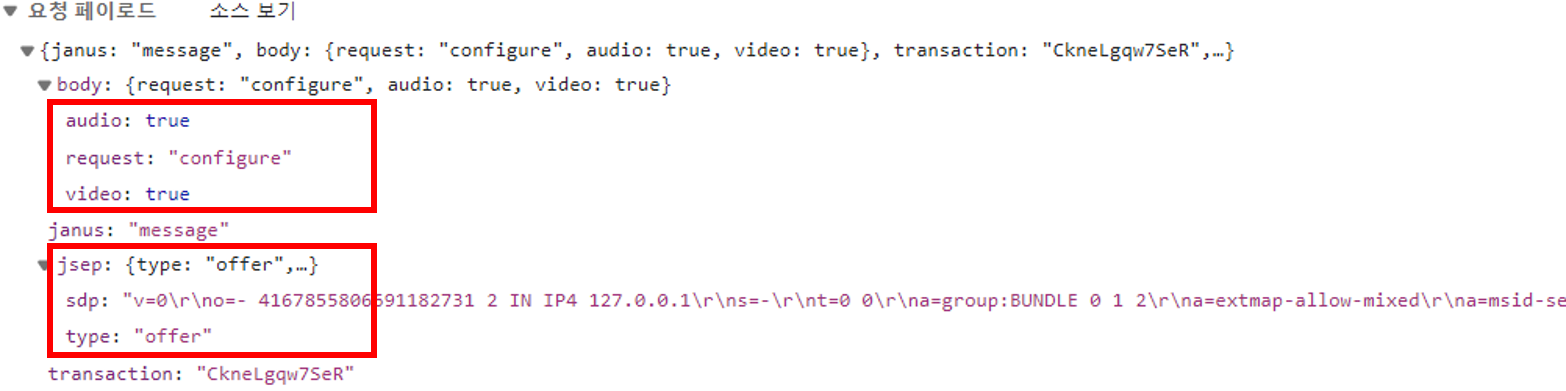 ▼ 요청 페이로드 소스 보기
▼ {janus: "message", body: {request: "configure", audio: true, video: true}, transaction: "CkneLgqw7SeR",…}
▼ body: {request: "configure", audio: true, video: true}
audio: true
request: "configure"
video: true
janus: "message"
▼ jsep: {type: "offer",…}
sdp: "v=0\r\no=- 4167855806591182731 2 IN IP4 127.0.0.1\r\ns=-\r\nt=0 0\r\na=group:BUNDLE 0 1 2\r\na=extmap-allow-mixed\r\na=msid-se
type: "offer"
transaction: "CkneLgqw7SeR"